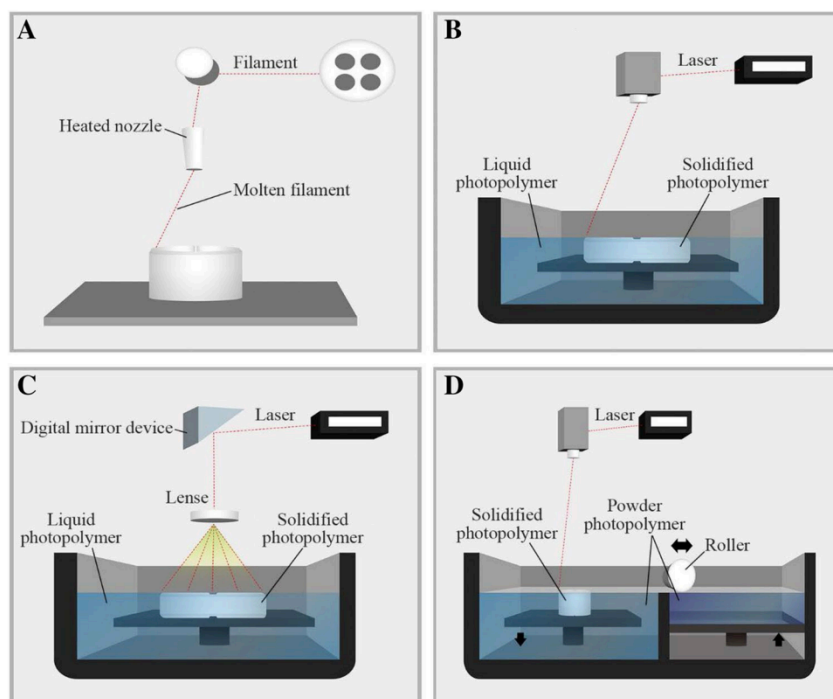 A
Filament
Heated nozzle
Molten filament
B
Laser
Liquid
photopolymer
Solidified
photopolymer
C
Laser
Digital mirror device
Lense
Liquid
photopolymer
Solidified
photopolymer
D
Laser
Solidified
photopolymer
Powder
photopolymer
Roller